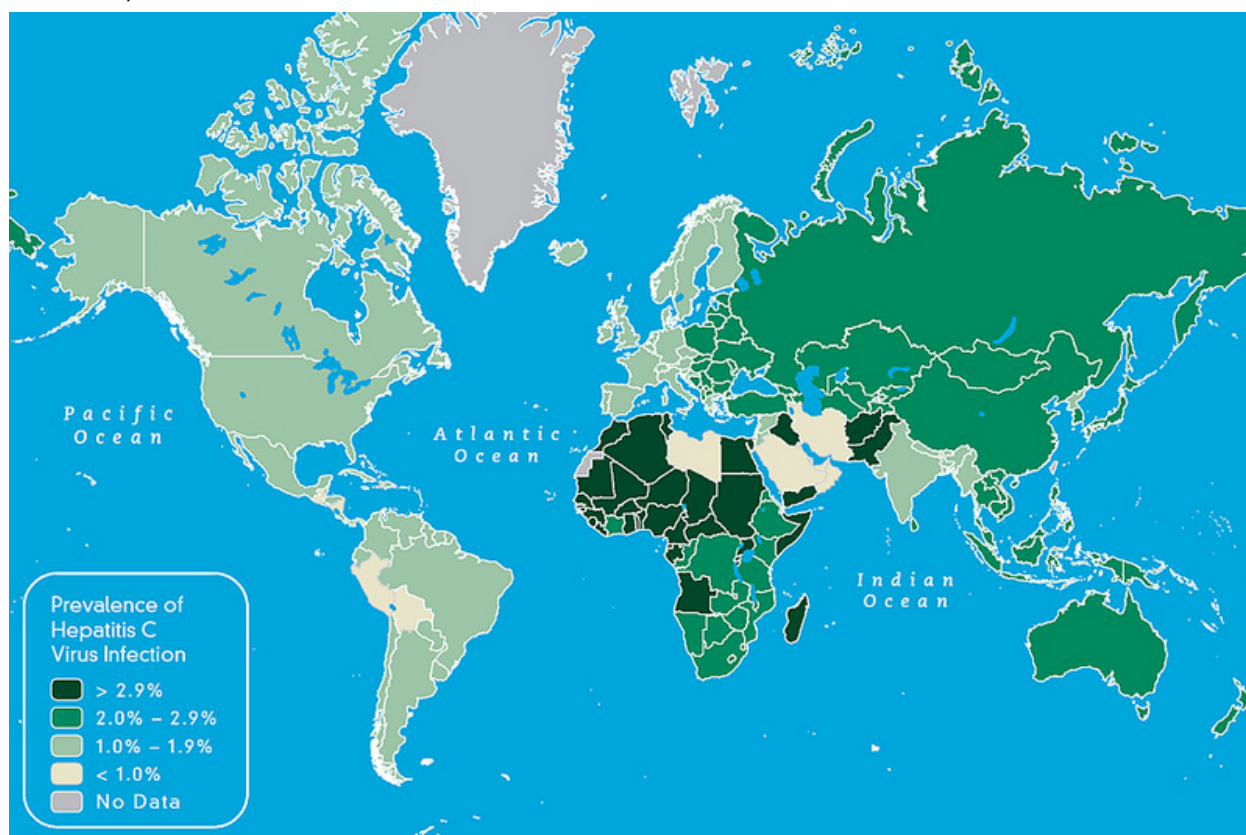 Pacific
Ocean
Atlantic
Ocean
Indian
Ocean
Prevalence of
Hepatitis C
Virus Infection
> 2.9%
2.0% – 2.9%
1.0% – 1.9%
< 1.0%
No Data